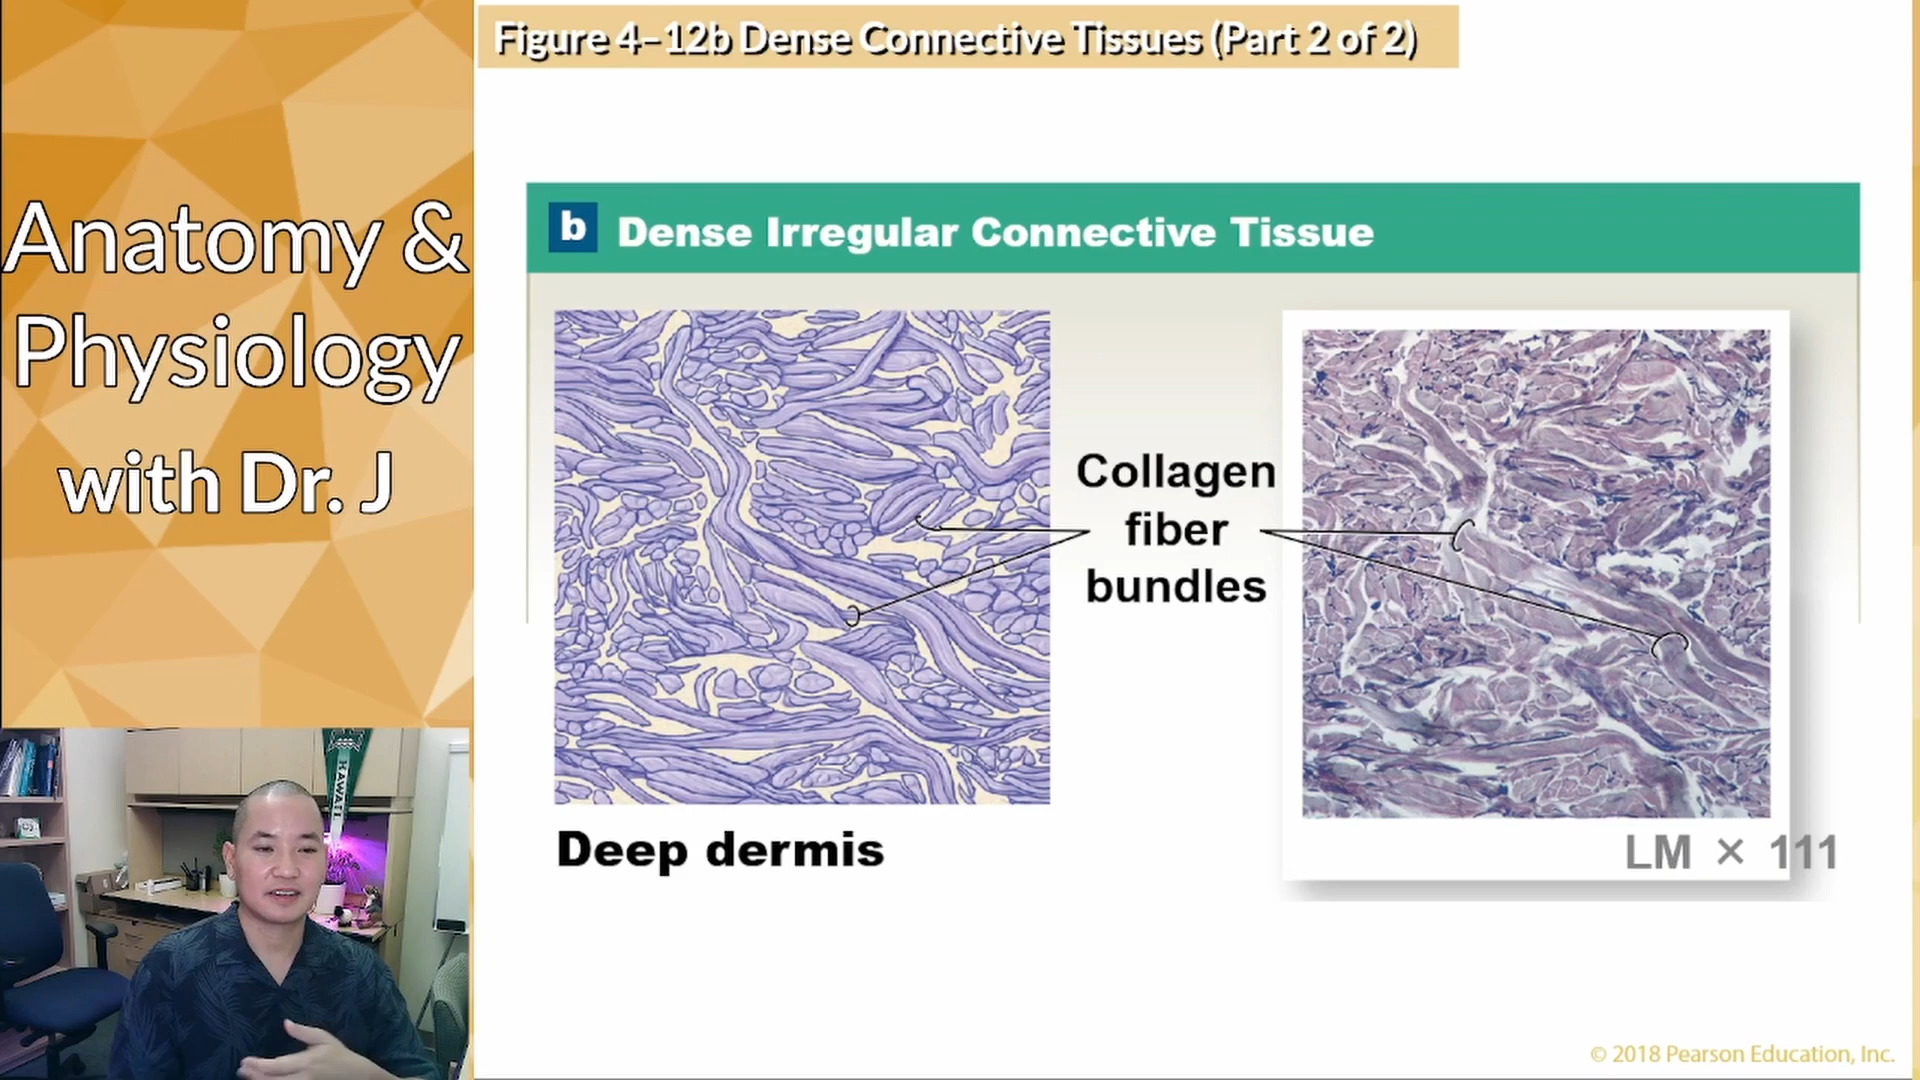 Figure 4–12b Dense Connective Tissues (Part 2 of 2)
Anatomy &
Physiology
with Dr. J
b Dense Irregular Connective Tissue
Collagen
fiber
bundles
Deep dermis
LM × 111
HAWAI'I
© 2018 Pearson Education, Inc.